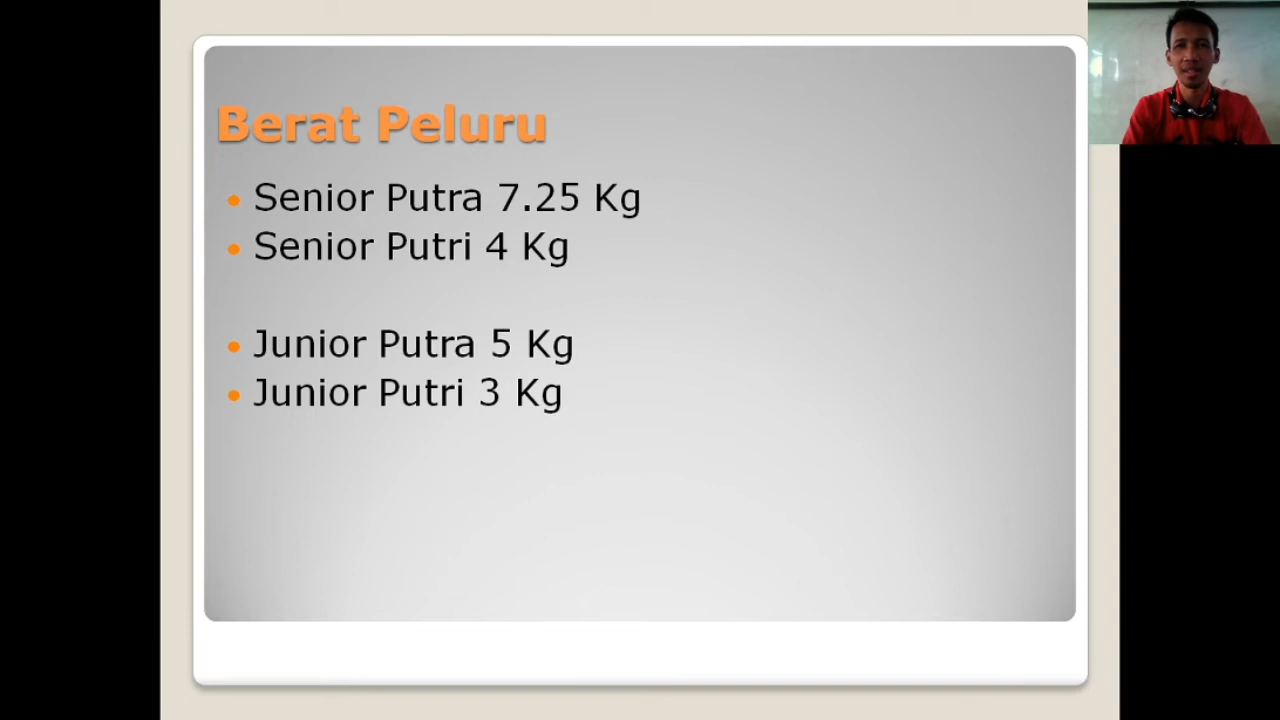 Berat Peluru
Senior Putra 7.25 Kg
Senior Putri 4 Kg
Junior Putra 5 Kg
Junior Putri 3 Kg